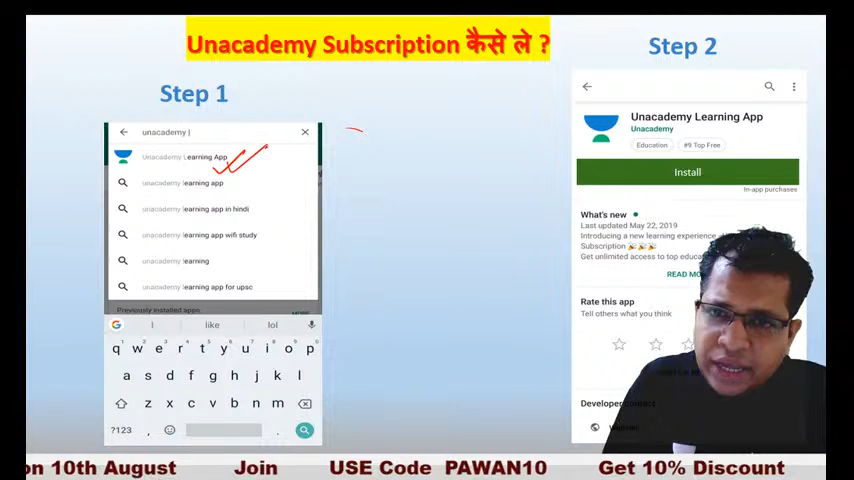 Unacademy Subscription कैसे ले ?
Step 1
Step 2
unacademy
Unacademy Learning App
unacademy learning app
unacademy learning app in hindi
unacademy learning app wifi study
unacademy learning
unacademy learning app for upsc
Previously installed apps
MORE
I like lol
q w e r t y u i o p
a s d f g h j k l
z x c v b n m
?123 , .
Unacademy Learning App
Unacademy
Education #9 Top Free
Install
In-app purchases
What's new
Last updated May 22, 2019
Introducing a new learning experience
Subscription 🎉🎉🎉
Get unlimited access to top
READ
Rate this app
Tell others what you think
Developer contact
on 10th August Join USE Code PAWAN10 Get 10% Discount